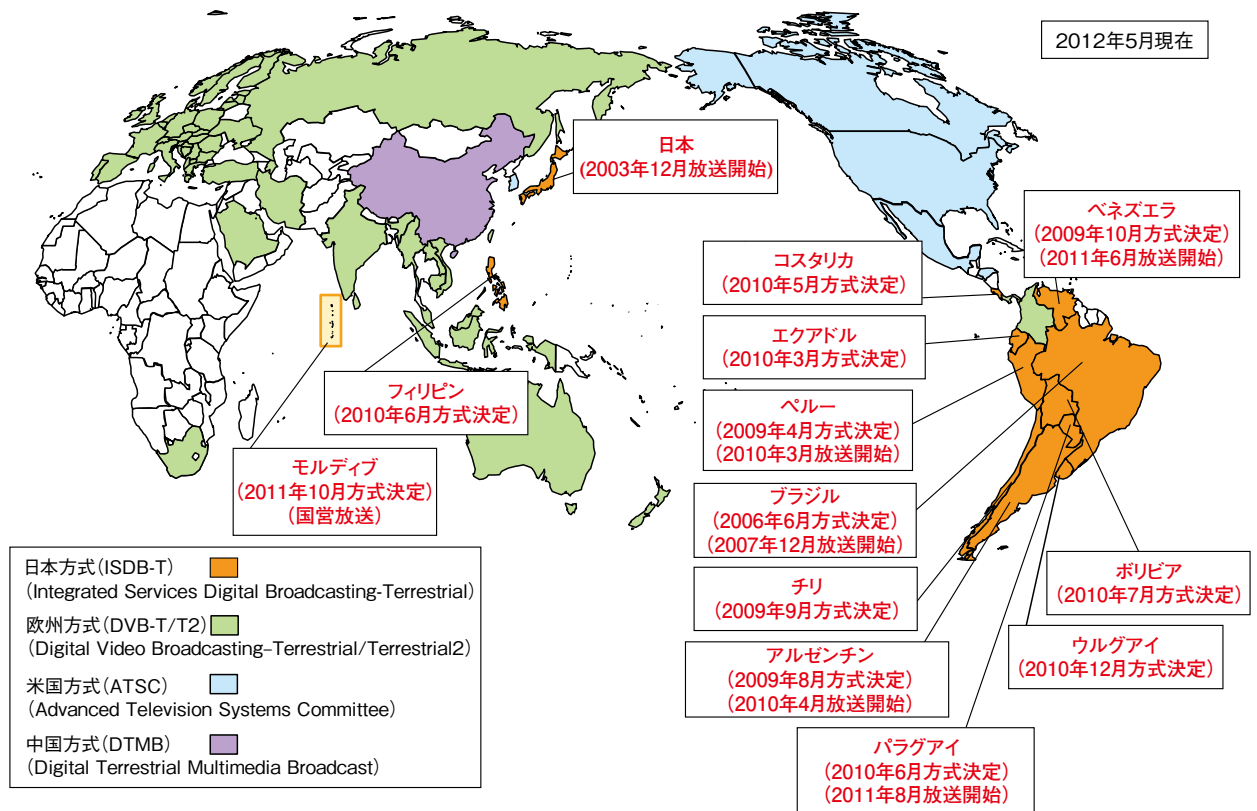 2012年5月現在
日本
(2003年12月放送開始)
ベネズエラ
(2009年10月方式決定)
(2011年6月放送開始)
コスタリカ
(2010年5月方式決定)
エクアドル
(2010年3月方式決定)
フィリピン
(2010年6月方式決定)
ペルー
(2009年4月方式決定)
(2010年3月放送開始)
モルディブ
(2011年10月方式決定)
(国営放送)
ブラジル
(2006年6月方式決定)
(2007年12月放送開始)
チリ
(2009年9月方式決定)
ボリビア
(2010年7月方式決定)
アルゼンチン
(2009年8月方式決定)
(2010年4月放送開始)
ウルグアイ
(2010年12月方式決定)
パラグアイ
(2010年6月方式決定)
(2011年8月放送開始)
日本方式(ISDB-T)
(Integrated Services Digital Broadcasting-Terrestrial)
欧州方式(DVB-T/T2)
(Digital Video Broadcasting–Terrestrial/Terrestrial2)
米国方式(ATSC)
(Advanced Television Systems Committee)
中国方式(DTMB)
(Digital Terrestrial Multimedia Broadcast)